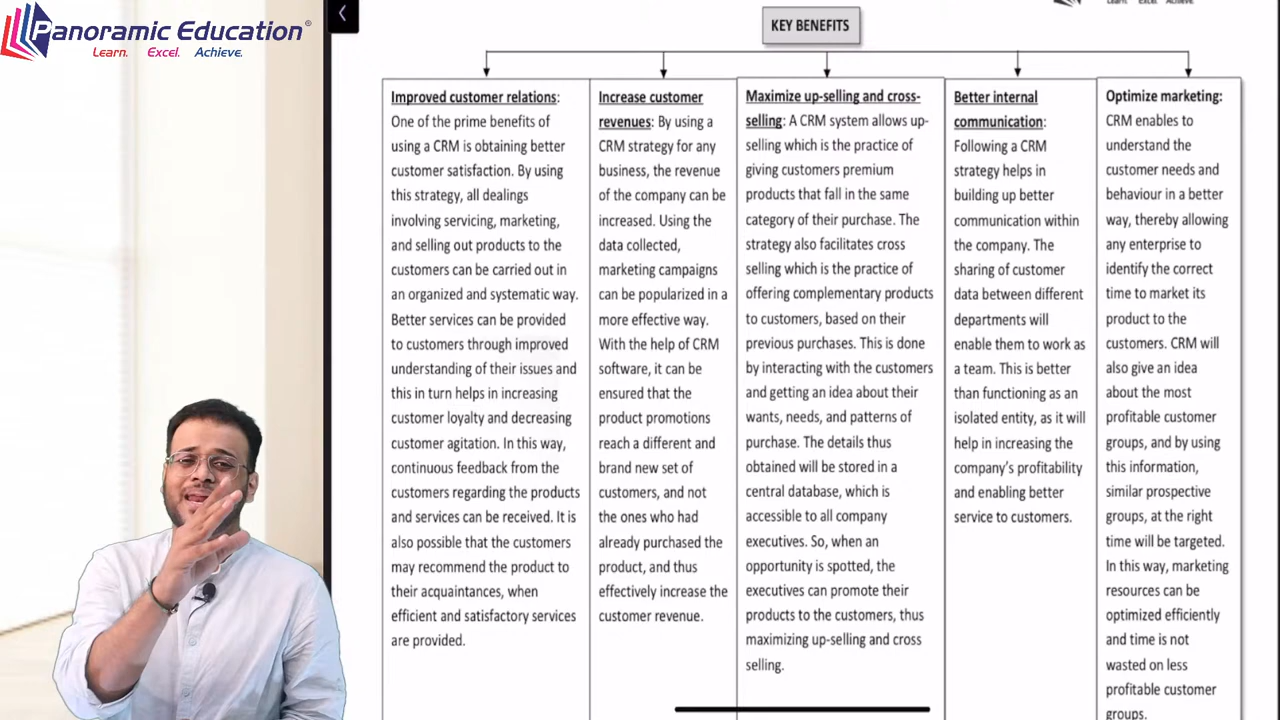 Panoramic Education®
Learn. Excel. Achieve.
Learn. Excel. Achieve.
KEY BENEFITS
Improved customer relations:
One of the prime benefits of
using a CRM is obtaining better
customer satisfaction. By using
this strategy, all dealings
involving servicing, marketing,
and selling out products to the
customers can be carried out in
an organized and systematic way.
Better services can be provided
to customers through improved
understanding of their issues and
this in turn helps in increasing
customer loyalty and decreasing
customer agitation. In this way,
continuous feedback from the
customers regarding the products
and services can be received. It is
also possible that the customers
may recommend the product to
their acquaintances, when
efficient and satisfactory services
are provided.
Increase customer
revenues: By using a
CRM strategy for any
business, the revenue
of the company can be
increased. Using the
data collected,
marketing campaigns
can be popularized in a
more effective way.
With the help of CRM
software, it can be
ensured that the
product promotions
reach a different and
brand new set of
customers, and not
the ones who had
already purchased the
product, and thus
effectively increase the
customer revenue.
Maximize up-selling and cross-
selling: A CRM system allows up-
selling which is the practice of
giving customers premium
products that fall in the same
category of their purchase. The
strategy also facilitates cross
selling which is the practice of
offering complementary products
to customers, based on their
previous purchases. This is done
by interacting with the customers
and getting an idea about their
wants, needs, and patterns of
purchase. The details thus
obtained will be stored in a
central database, which is
accessible to all company
executives. So, when an
opportunity is spotted, the
executives can promote their
products to the customers, thus
maximizing up-selling and cross
selling.
Better internal
communication:
Following a CRM
strategy helps in
building up better
communication within
the company. The
sharing of customer
data between different
departments will
enable them to work as
a team. This is better
than functioning as an
isolated entity, as it will
help in increasing the
company's profitability
and enabling better
service to customers.
Optimize marketing:
CRM enables to
understand the
customer needs and
behaviour in a better
way, thereby allowing
any enterprise to
identify the correct
time to market its
product to the
customers. CRM will
also give an idea
about the most
profitable customer
groups, and by using
this information,
similar prospective
groups, at the right
time will be targeted.
In this way, marketing
resources can be
optimized efficiently
and time is not
wasted on less
profitable customer
groups.